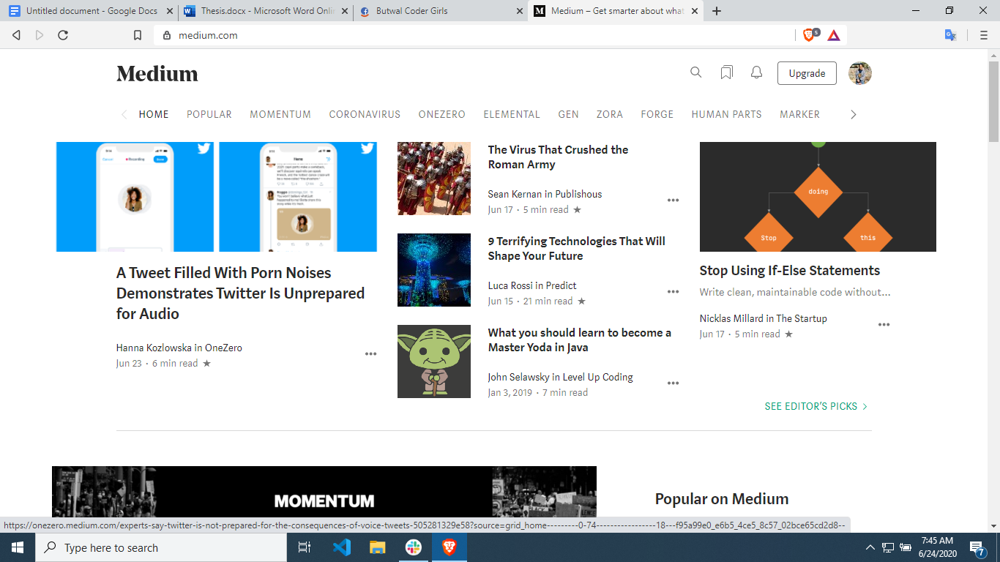 Untitled document - Google Docs
Thesis.docx - Microsoft Word Onli
Butwal Coder Girls
Medium – Get smarter about what
medium.com
5
Medium
Upgrade
HOME POPULAR MOMENTUM CORONAVIRUS ONEZERO ELEMENTAL GEN ZORA FORGE HUMAN PARTS MARKER
Cancel Recording Done
Home
A Tweet Filled With Porn Noises
Demonstrates Twitter Is Unprepared
for Audio
Hanna Kozlowska in OneZero
Jun 23 · 6 min read ★
The Virus That Crushed the
Roman Army
Sean Kernan in Publishous
Jun 17 · 5 min read ★
9 Terrifying Technologies That Will
Shape Your Future
Luca Rossi in Predict
Jun 15 · 21 min read ★
What you should learn to become a
Master Yoda in Java
John Selawsky in Level Up Coding
Jan 3, 2019 · 7 min read
doing
Stop this
Stop Using If-Else Statements
Write clean, maintainable code without…
Nicklas Millard in The Startup
Jun 17 · 5 min read ★
SEE EDITOR'S PICKS
MOMENTUM
Popular on Medium
https://onezero.medium.com/experts-say-twitter-is-not-prepared-for-the-consequences-of-voice-tweets-505281329e58?source=grid_home---------0-74-----------------18---f95a99e0_e6b5_4ce5_8c57_02bce65cd2d8--
Type here to search
7:45 AM
6/24/2020
7